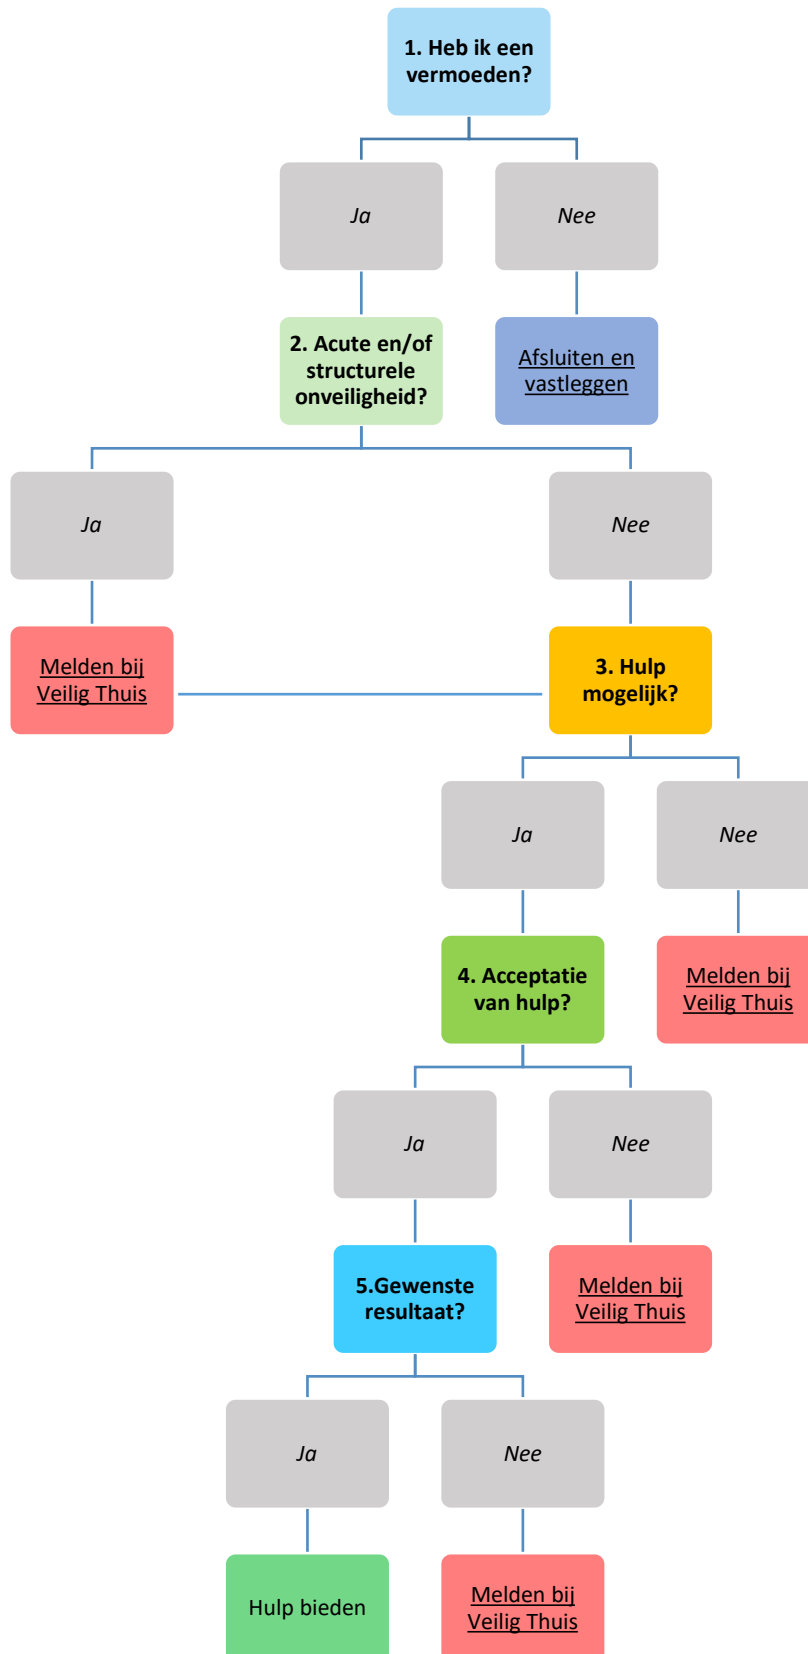 1. Heb ik een
vermoeden?
Ja
Nee
2. Acute en/of
structurele
onveiligheid?
Afsluiten en
vastleggen
Ja
Nee
Melden bij
Veilig Thuis
3. Hulp
mogelijk?
Ja
Nee
4. Acceptatie
van hulp?
Melden bij
Veilig Thuis
Ja
Nee
5.Gewenste
resultaat?
Melden bij
Veilig Thuis
Ja
Nee
Hulp bieden
Melden bij
Veilig Thuis